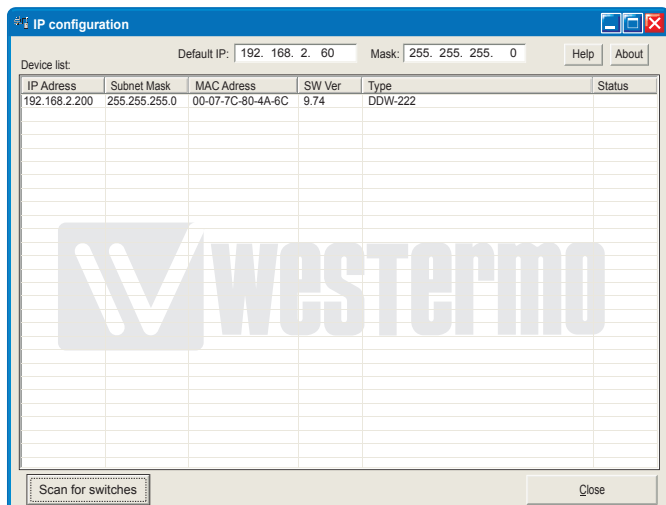 IP configuration
Device list:
Default IP: 192. 168. 2. 60
Mask: 255. 255. 255. 0
Help
About
IP Adress Subnet Mask MAC Adress SW Ver Type Status
192.168.2.200 255.255.255.0 00-07-7C-80-4A-6C 9.74 DDW-222
westermo
Scan for switches
Close